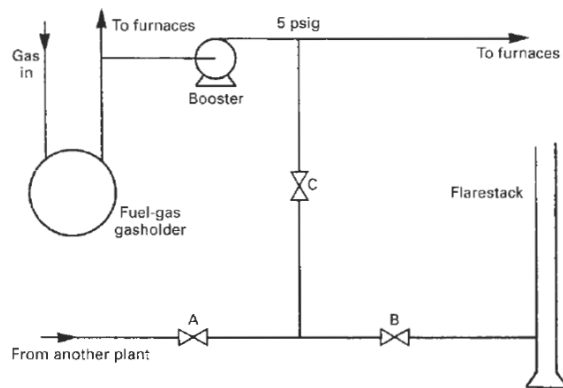 To furnaces
5 psig
Gas
in
Booster
To furnaces
C
Flarestack
Fuel-gas
gasholder
A
B
From another plant